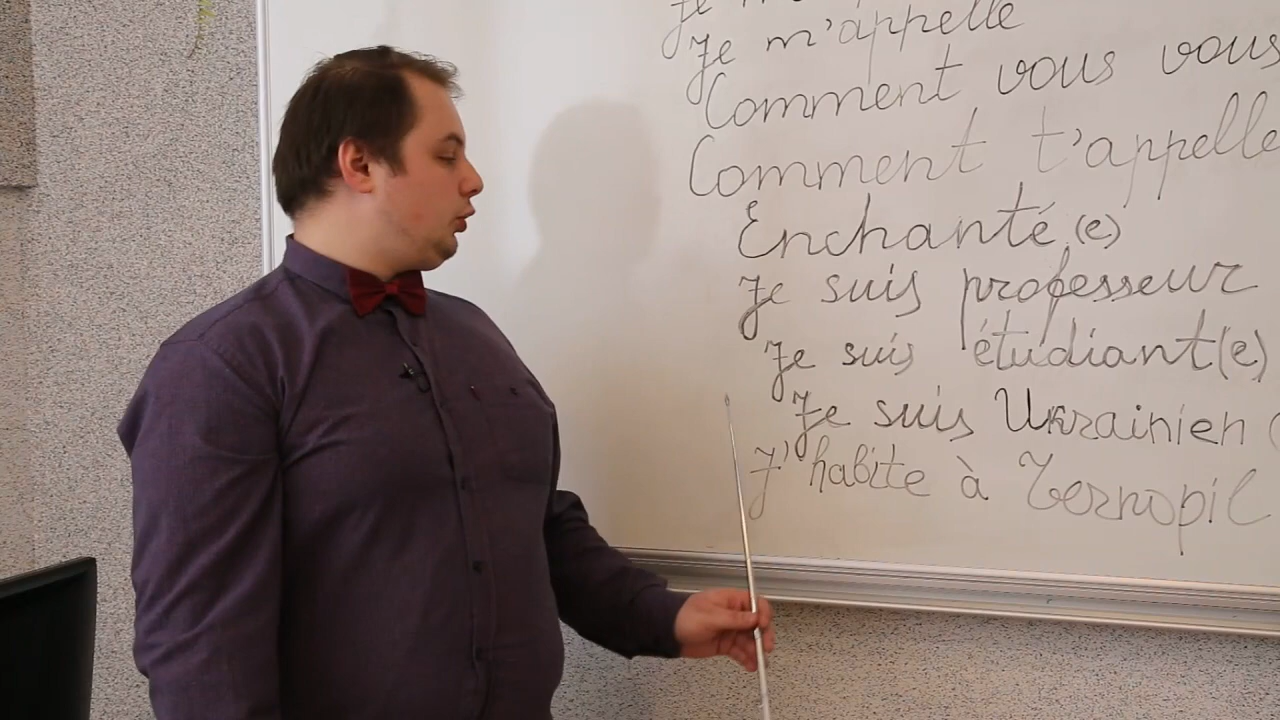 Je m'appelle
Comment vous vous
Comment t'appelle
Enchanté (e)
Je suis professeur
Je suis étudiant(e)
Je suis Ukrainien (
J'habite à Ternopil